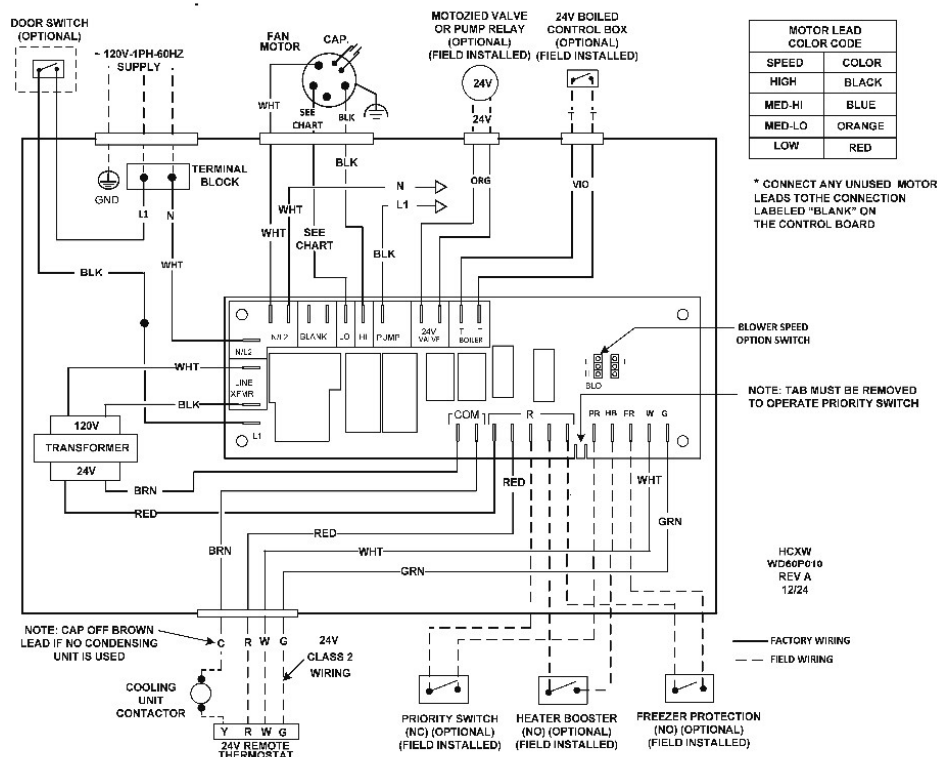 DOOR SWITCH
(OPTIONAL)
~ 120V-1PH-60HZ
SUPPLY
FAN
MOTOR
CAP.
WHT
SEE
CHART
BLK
MOTOZIED VALVE
OR PUMP RELAY
(OPTIONAL)
(FIELD INSTALLED)
24V
24V
24V BOILED
CONTROL BOX
(OPTIONAL)
(FIELD INSTALLED)
T T
MOTOR LEAD
COLOR CODE
SPEED COLOR
HIGH BLACK
MED-HI BLUE
MED-LO ORANGE
LOW RED
* CONNECT ANY UNUSED MOTOR
LEADS TOTHE CONNECTION
LABELED "BLANK" ON
THE CONTROL BOARD
TERMINAL
BLOCK
GND
L1
N
WHT
BLK
WHT
WHT
SEE
CHART
BLK
N
L1
BLK
ORG
VIO
N/L2
BLANK
LO
HI
PUMP
24V
VALVE
T T
BOILER
N/L2
LINE
XFMR
L1
WHT
BLK
120V
TRANSFORMER
24V
BRN
RED
BLO
BLOWER SPEED
OPTION SWITCH
NOTE: TAB MUST BE REMOVED
TO OPERATE PRIORITY SWITCH
COM
R
PR HB FR W G
RED
WHT
GRN
BRN
RED
WHT
GRN
HCXW
WD60P010
REV A
12/24
NOTE: CAP OFF BROWN
LEAD IF NO CONDENSING
UNIT IS USED
C R W G
24V
CLASS 2
WIRING
COOLING
UNIT
CONTACTOR
Y R W G
24V REMOTE
THERMOSTAT
FACTORY WIRING
FIELD WIRING
PRIORITY SWITCH
(NC) (OPTIONAL)
(FIELD INSTALLED)
HEATER BOOSTER
(NO) (OPTIONAL)
(FIELD INSTALLED)
FREEZER PROTECTION
(NO) (OPTIONAL)
(FIELD INSTALLED)